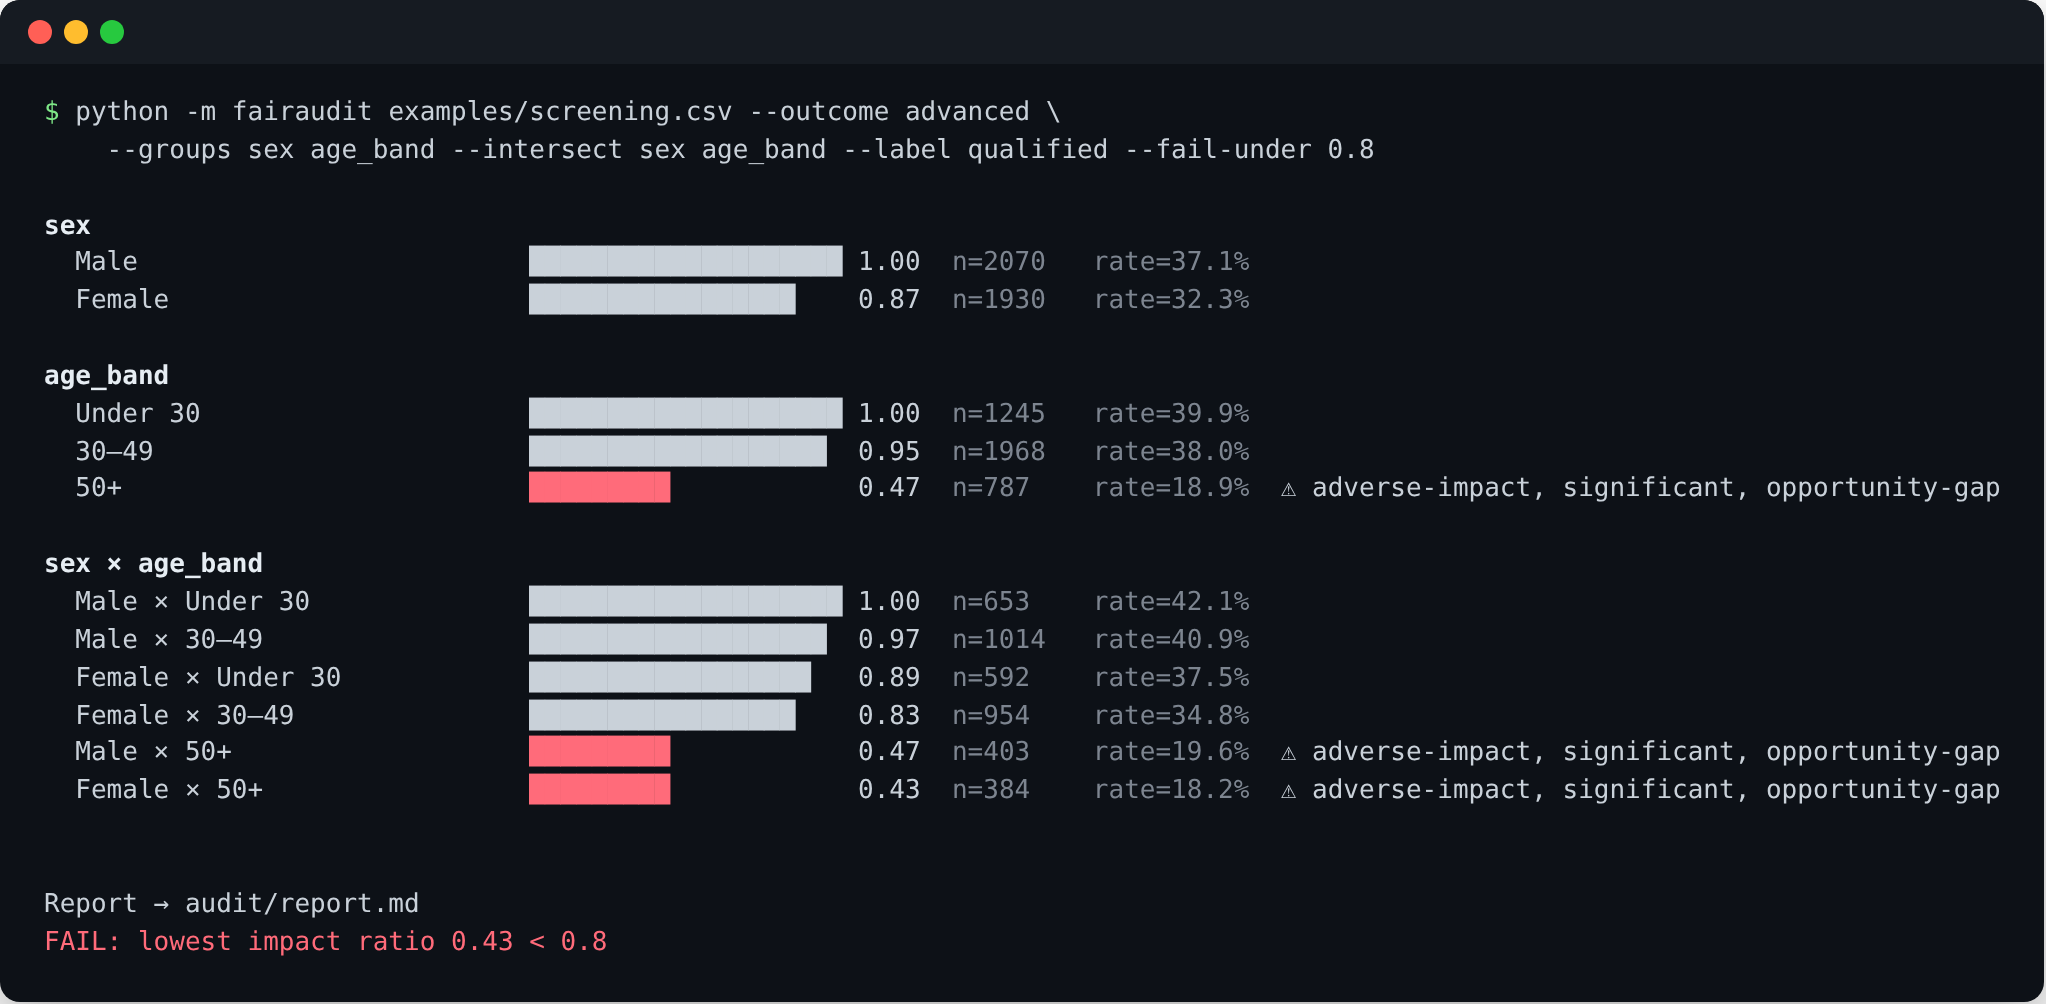 $ python -m fairaudit examples/screening.csv --outcome advanced \
--groups sex age_band --intersect sex age_band --label qualified --fail-under 0.8
sex
Male 1.00 n=2070 rate=37.1%
Female 0.87 n=1930 rate=32.3%
age_band
Under 30 1.00 n=1245 rate=39.9%
30–49 0.95 n=1968 rate=38.0%
50+ 0.47 n=787 rate=18.9% ⚠ adverse-impact, significant, opportunity-gap
sex × age_band
Male × Under 30 1.00 n=653 rate=42.1%
Male × 30–49 0.97 n=1014 rate=40.9%
Female × Under 30 0.89 n=592 rate=37.5%
Female × 30–49 0.83 n=954 rate=34.8%
Male × 50+ 0.47 n=403 rate=19.6% ⚠ adverse-impact, significant, opportunity-gap
Female × 50+ 0.43 n=384 rate=18.2% ⚠ adverse-impact, significant, opportunity-gap
Report → audit/report.md
FAIL: lowest impact ratio 0.43 < 0.8